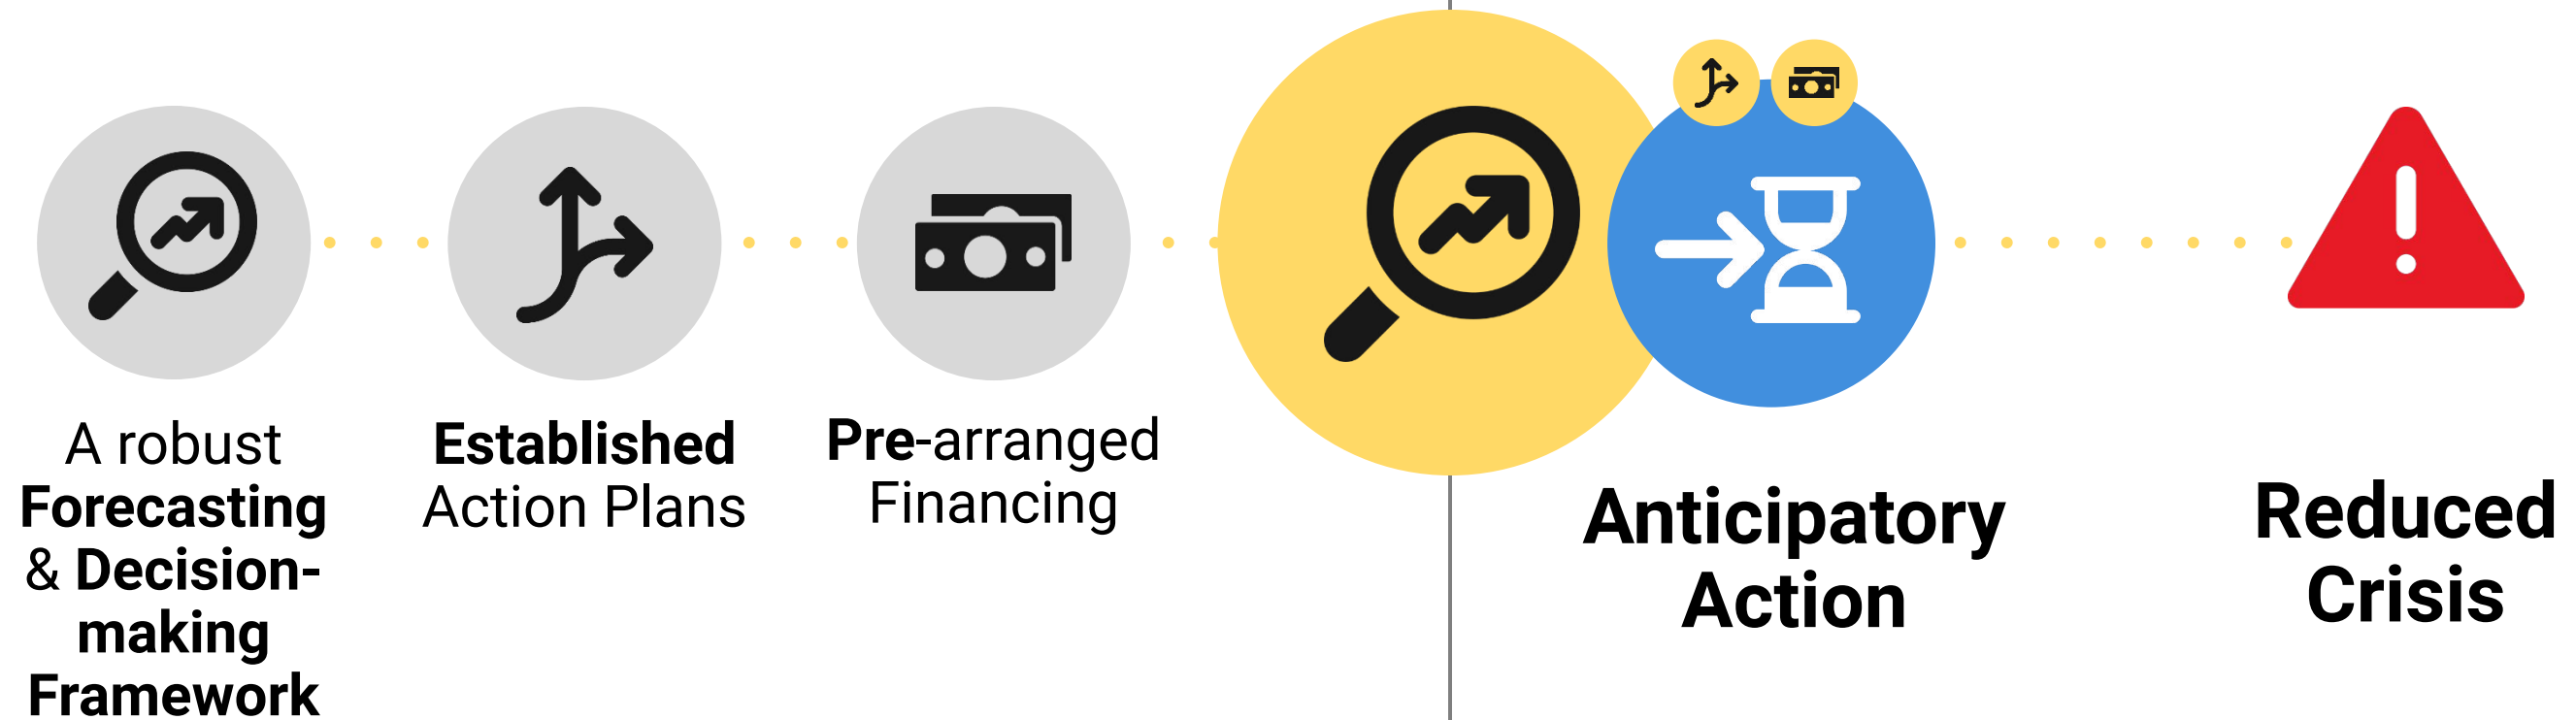 A robust
Forecasting
& Decision-
making
Framework
Established
Action Plans
Pre-arranged
Financing
Anticipatory
Action
Reduced
Crisis